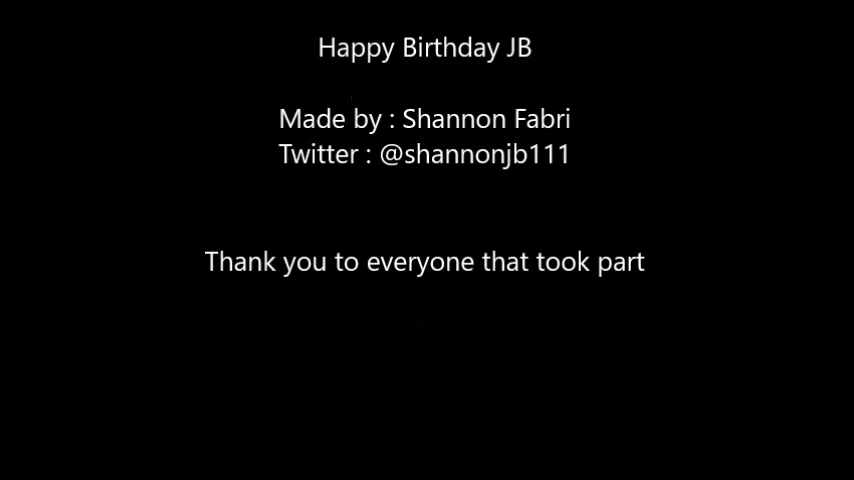 Happy Birthday JB
Made by : Shannon Fabri
Twitter : @shannonjb111
Thank you to everyone that took part